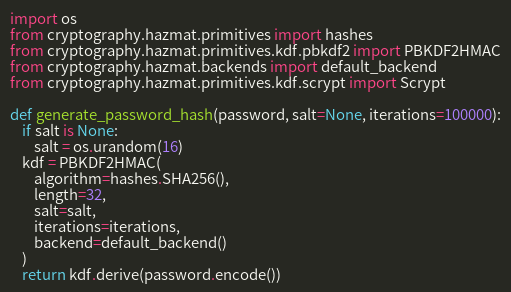 import os
from cryptography.hazmat.primitives import hashes
from cryptography.hazmat.primitives.kdf.pbkdf2 import PBKDF2HMAC
from cryptography.hazmat.backends import default_backend
from cryptography.hazmat.primitives.kdf.scrypt import Scrypt

def generate_password_hash(password, salt=None, iterations=100000):
    if salt is None:
        salt = os.urandom(16)
    kdf = PBKDF2HMAC(
        algorithm=hashes.SHA256(),
        length=32,
        salt=salt,
        iterations=iterations,
        backend=default_backend()
    )
    return kdf.derive(password.encode())